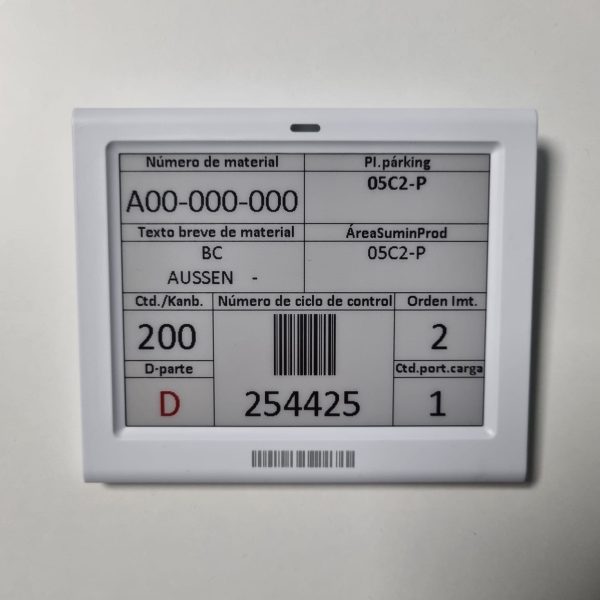 Número de material
Pl.párking
A00-000-000
05C2-P
Texto breve de material
ÁreaSuminProd
BC
05C2-P
AUSSEN -
Ctd./Kanb.
Número de ciclo de control
Orden Imt.
200
2
D-parte
Ctd.port.carga
D
254425
1